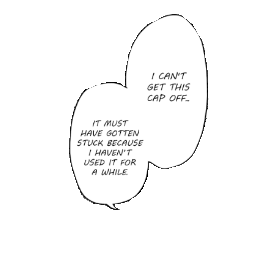 I CAN'T
GET THIS
CAP OFF..
IT MUST
HAVE GOTTEN
STUCK BECAUSE
I HAVEN'T
USED IT FOR
A WHILE.